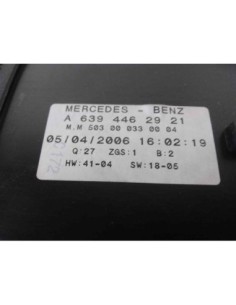 MERCEDES - BENZ
A 639 446 29 21
M.M 503 00 033 00 04
05/04/2006 16:02:19
Q:27 ZGS:1 B:2
HW:41-04 SW:18-05